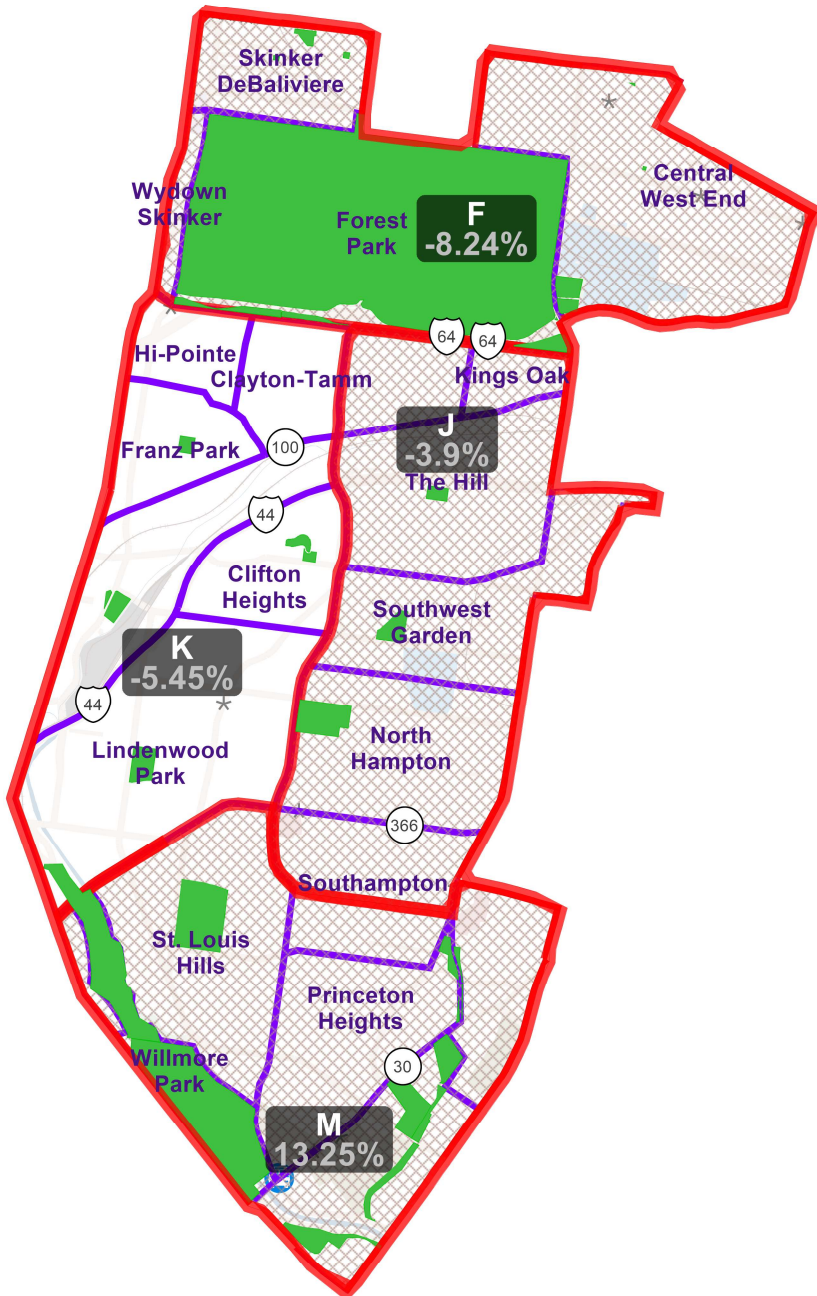 Skinker
DeBaliviere
Central
West End
Wydown
Skinker
Forest
Park
F
-8.24%
64
64
Hi-Pointe
Clayton-Tamm
Kings Oak
J
-3.9%
Franz Park
100
The Hill
44
Clifton
Heights
Southwest
Garden
K
-5.45%
44
Lindenwood
Park
North
Hampton
366
Southampton
St. Louis
Hills
Princeton
Heights
Willmore
Park
30
M
13.25%